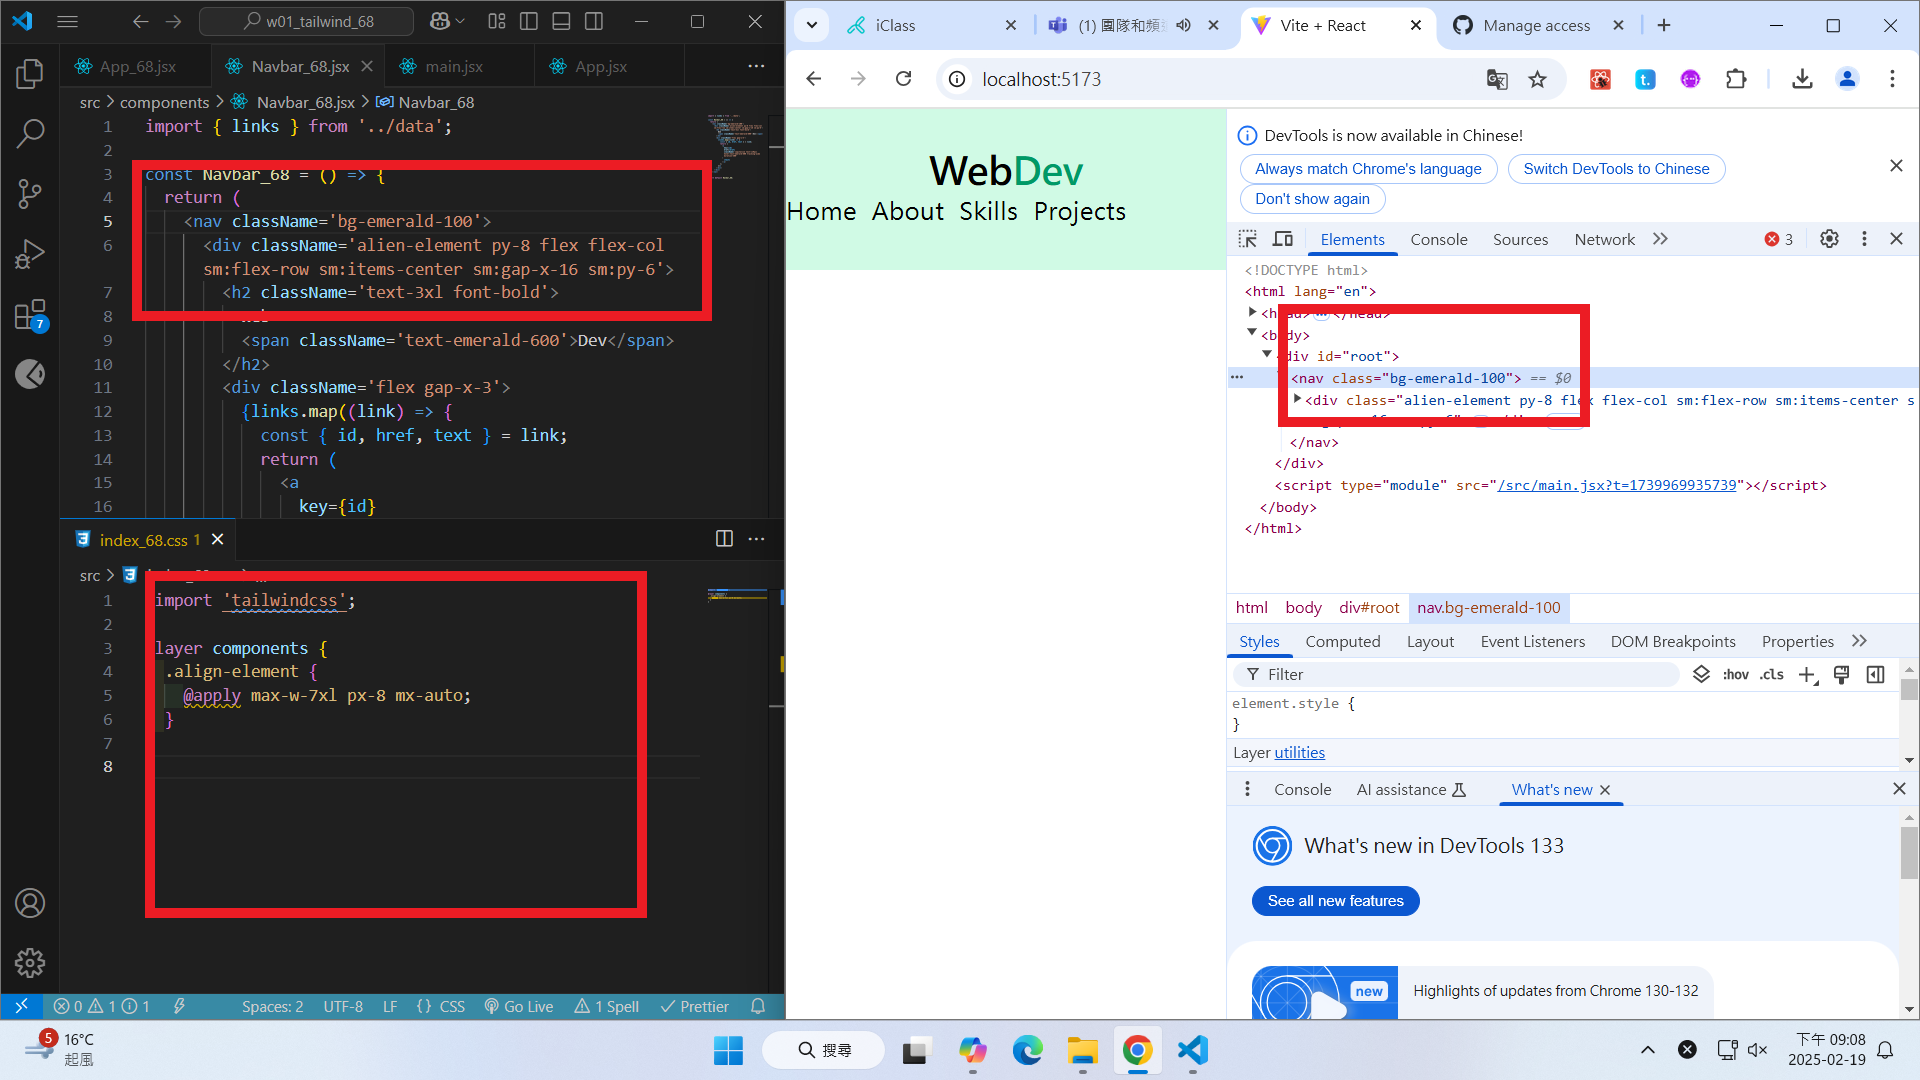 w01_tailwind_68
App_68.jsx
Navbar_68.jsx
main.jsx
App.jsx
src > components > Navbar_68.jsx > Navbar_68
1 import { links } from '../data';
2
3 const Navbar_68 = () => {
4 return (
5 <nav className='bg-emerald-100'>
6 <div className='alien-element py-8 flex flex-col
sm:flex-row sm:items-center sm:gap-x-16 sm:py-6'>
7 <h2 className='text-3xl font-bold'>
8
9 <span className='text-emerald-600'>Dev</span>
10 </h2>
11 <div className='flex gap-x-3'>
12 {links.map((link) => {
13 const { id, href, text } = link;
14 return (
15 <a
16 key={id}
7
index_68.css 1
src >
1 import 'tailwindcss';
2
3 layer components {
4 .align-element {
5 @apply max-w-7xl px-8 mx-auto;
6 }
7
8
0 1 1 Spaces: 2 UTF-8 LF {} CSS Go Live 1 Spell Prettier
iClass
(1) 團隊和頻
Vite + React
Manage access
localhost:5173
WebDev
Home About Skills Projects
DevTools is now available in Chinese!
Always match Chrome's language
Switch DevTools to Chinese
Don't show again
Elements Console Sources Network 3
<!DOCTYPE html>
<html lang="en">
<head> … </head>
<body>
<div id="root">
… <nav class="bg-emerald-100"> == $0
<div class="alien-element py-8 flex flex-col sm:flex-row sm:items-center s
</nav>
</div>
<script type="module" src="/src/main.jsx?t=1739969935739"></script>
</body>
</html>
html body div#root nav.bg-emerald-100
Styles Computed Layout Event Listeners DOM Breakpoints Properties
Filter :hov .cls
element.style {
}
Layer utilities
Console AI assistance What's new
What's new in DevTools 133
See all new features
new
Highlights of updates from Chrome 130-132
5
16°C
起風
搜尋
下午 09:08
2025-02-19